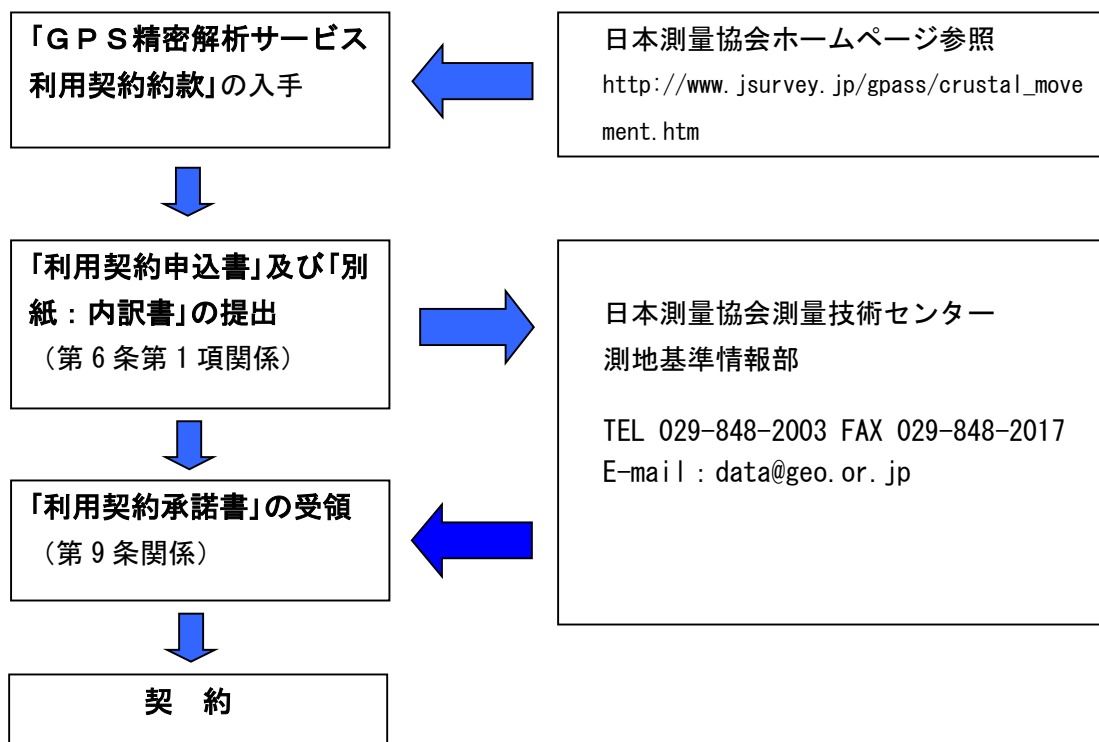 「ＧＰＳ精密解析サービス
利用契約約款」の入手
日本測量協会ホームページ参照
http://www.jsurvey.jp/gpass/crustal_move
ment.htm
「利用契約申込書」及び「別
紙：内訳書」の提出
（第６条第１項関係）
日本測量協会測量技術センター
測地基準情報部
TEL 029-848-2003 FAX 029-848-2017
E-mail：data@geo.or.jp
「利用契約承諾書」の受領
（第９条関係）
契　約